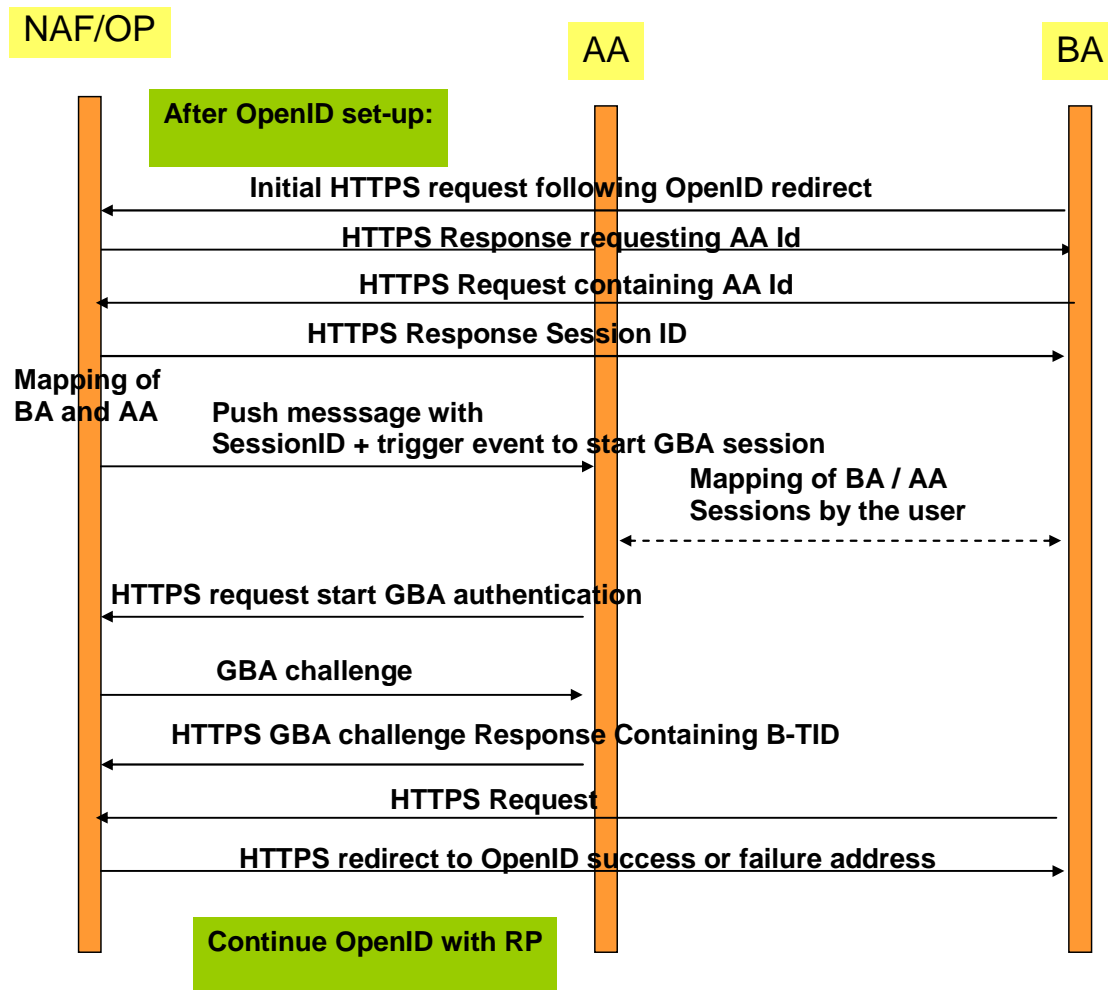 NAF/OP
AA
BA
After OpenID set-up:
Initial HTTPS request following OpenID redirect
HTTPS Response requesting AA Id
HTTPS Request containing AA Id
HTTPS Response Session ID
Mapping of
BA and AA
Push messsage with
SessionID + trigger event to start GBA session
Mapping of BA / AA
Sessions by the user
HTTPS request start GBA authentication
GBA challenge
HTTPS GBA challenge Response Containing B-TID
HTTPS Request
HTTPS redirect to OpenID success or failure address
Continue OpenID with RP